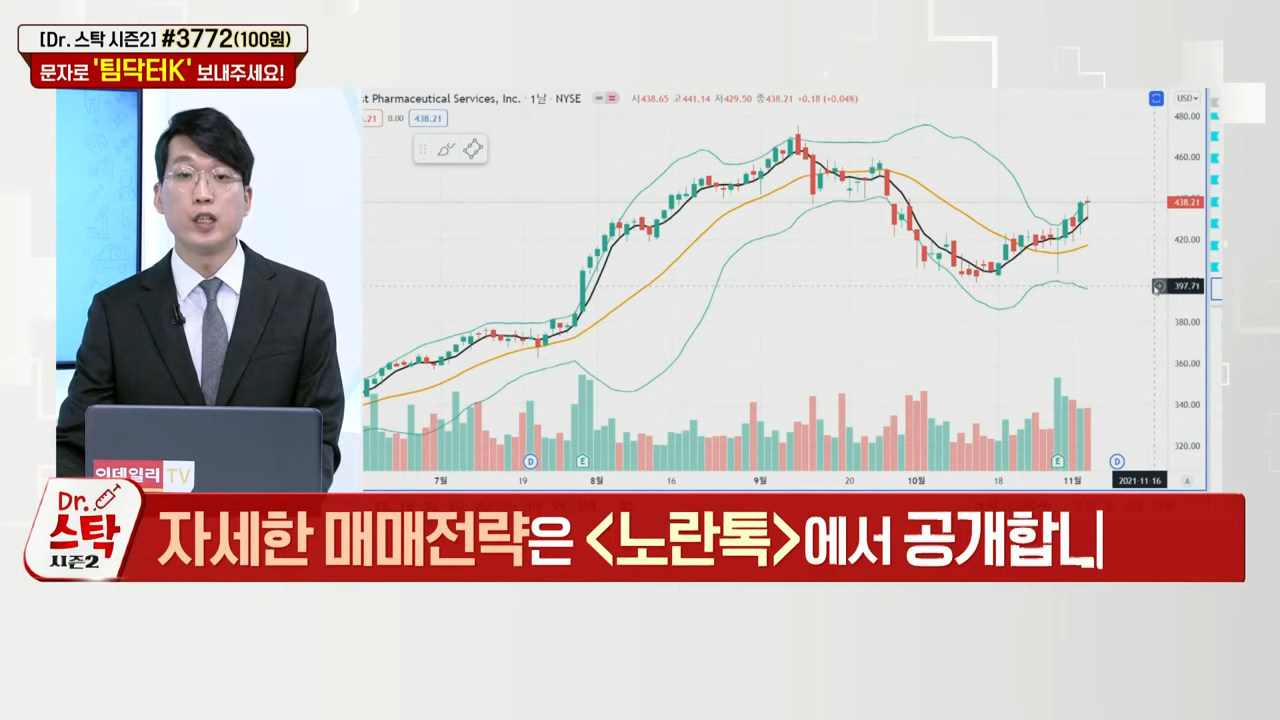 [Dr. 스탁 시즌2] #3772(100원)
문자로 '팀닥터K' 보내주세요!
st Pharmaceutical Services, Inc. · 1날 · NYSE
시438.65 고441.14 저429.50 종438.21 +0.18 (+0.04%)
USD
.21 0.00 438.21
480.00
460.00
438.21
420.00
397.71
380.00
360.00
340.00
320.00
D E E D
7월 19 8월 16 9월 20 10월 18 11월 2021-11-16 A
이데일리 TV
Dr. 스탁 시즌2
자세한 매매전략은 <노란톡>에서 공개합니